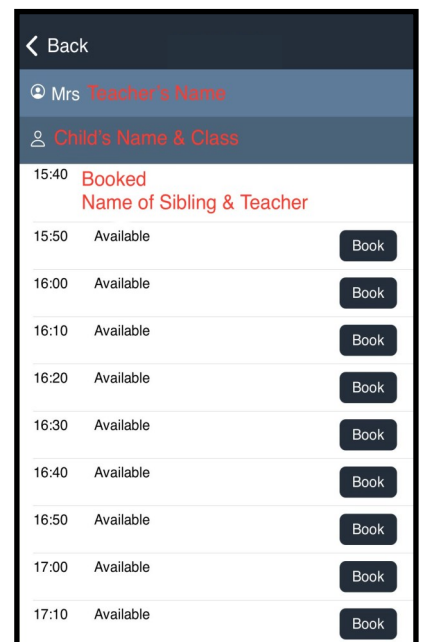 Back
Mrs Teacher's Name
Child's Name & Class
15:40 Booked
Name of Sibling & Teacher
15:50 Available Book
16:00 Available Book
16:10 Available Book
16:20 Available Book
16:30 Available Book
16:40 Available Book
16:50 Available Book
17:00 Available Book
17:10 Available Book